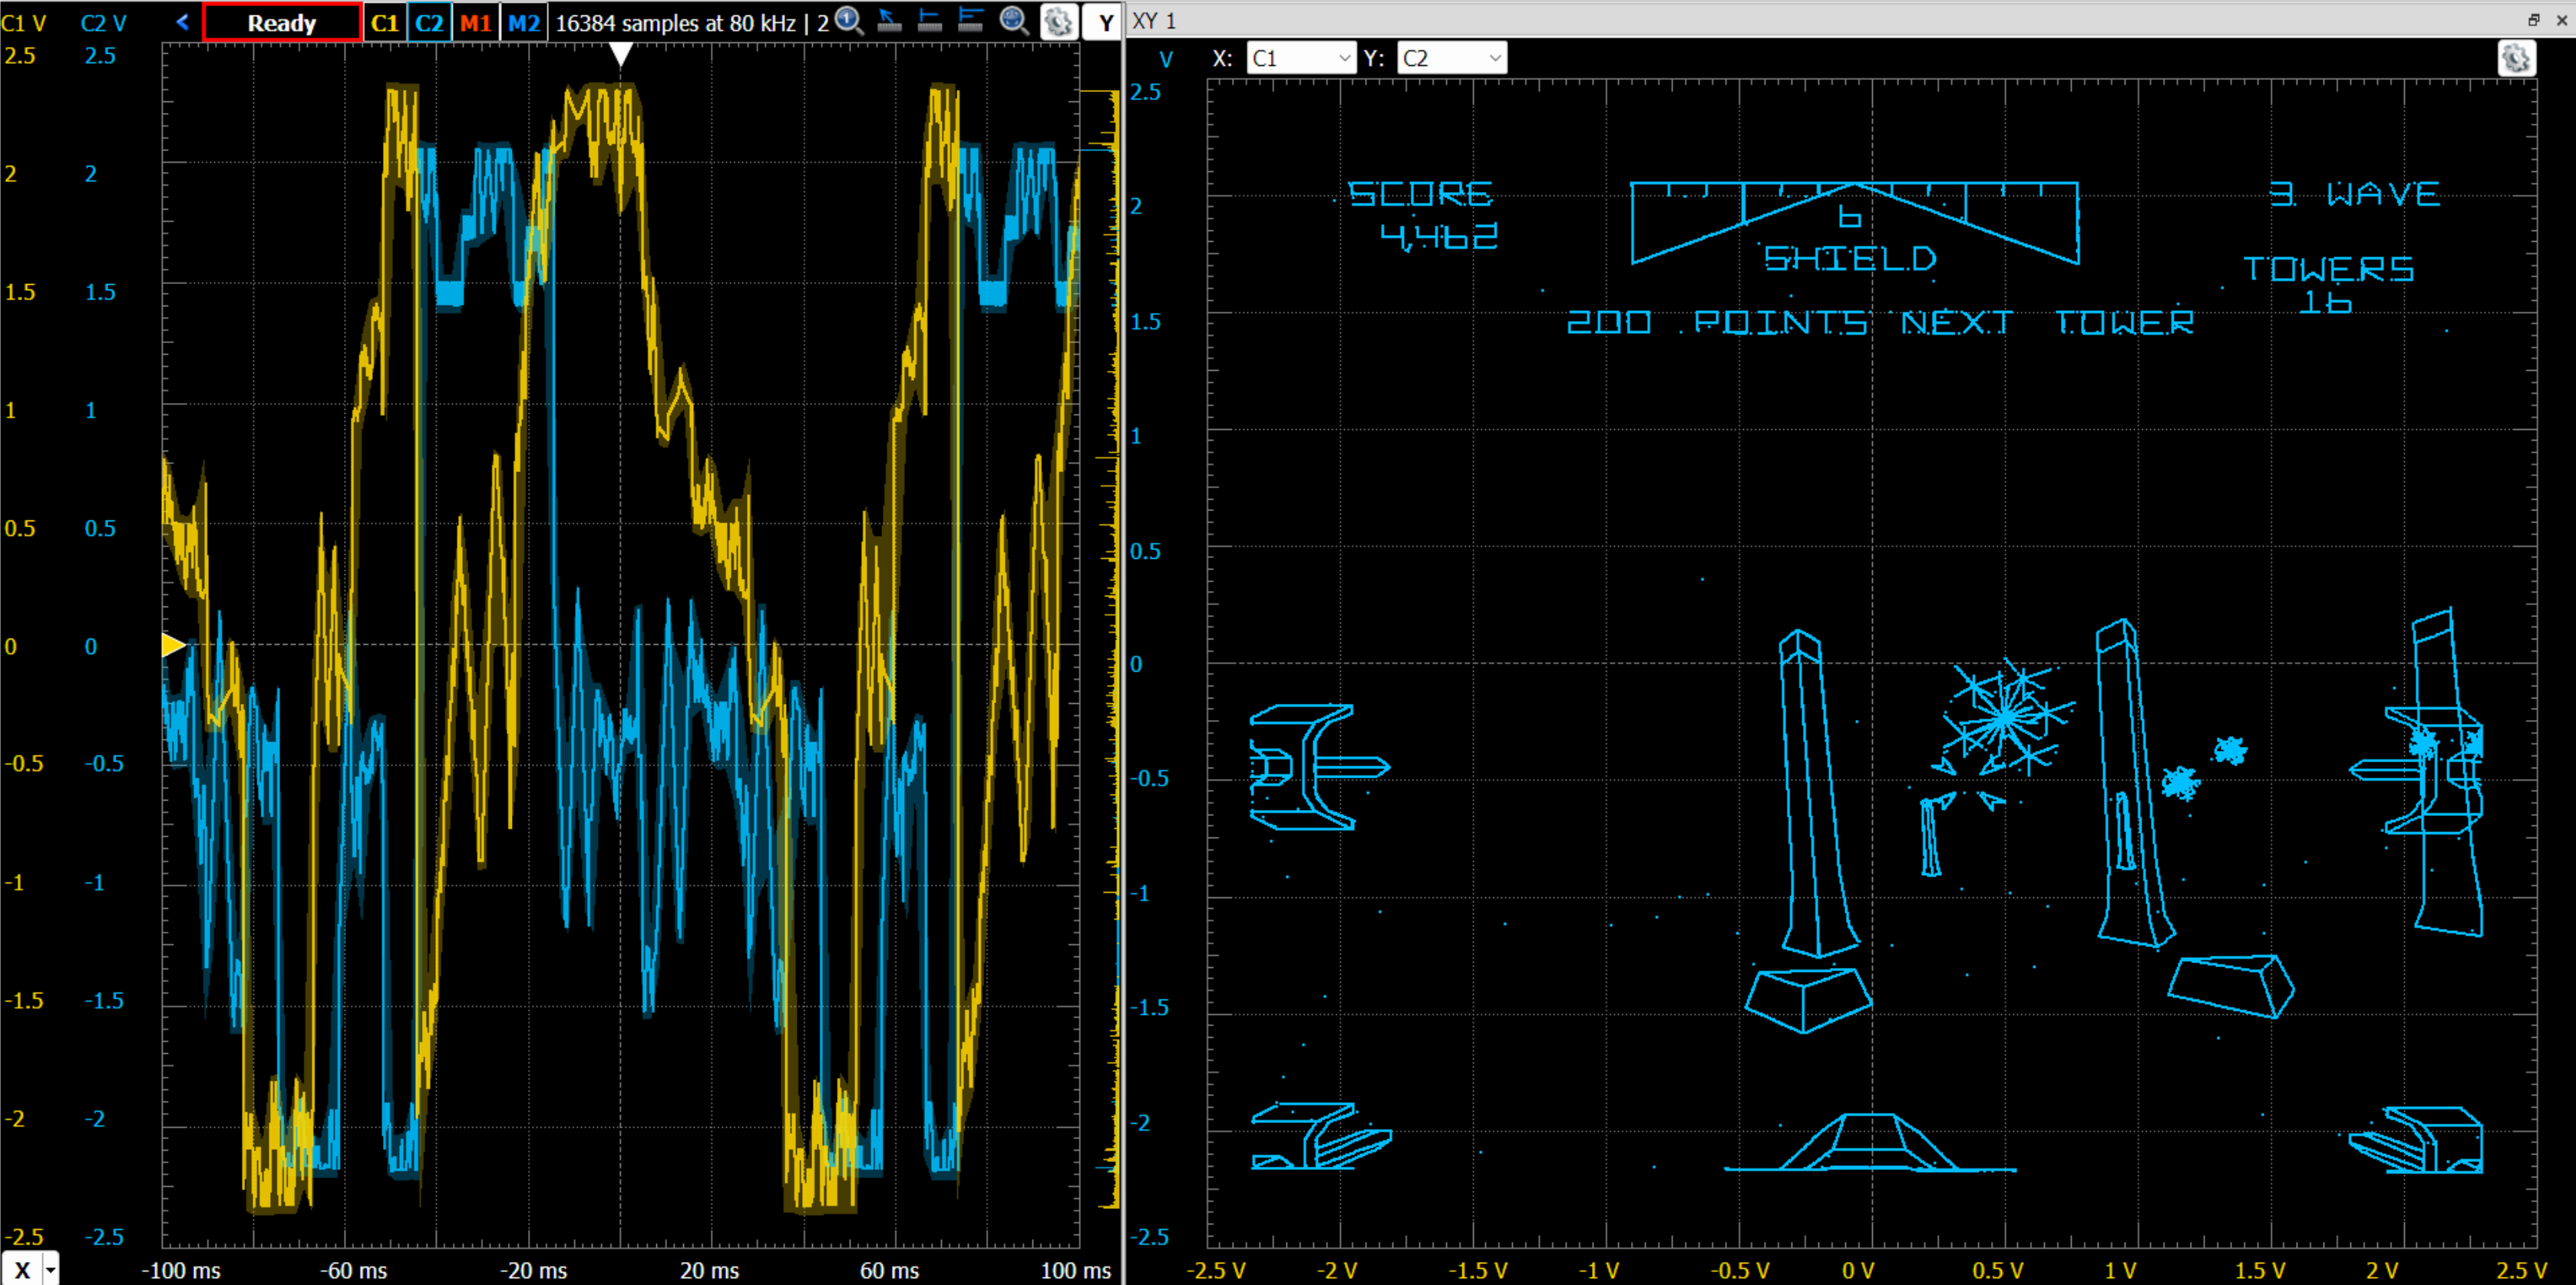 C1 V C2 V Ready C1 C2 M1 M2 16384 samples at 80 kHz | 2 Y
2.5 2.5
2 2
1.5 1.5
1 1
0.5 0.5
0 0
-0.5 -0.5
-1 -1
-1.5 -1.5
-2 -2
-2.5 -2.5
X -100 ms -60 ms -20 ms 20 ms 60 ms 100 ms
XY 1
V X: C1 Y: C2
2.5
2
1.5
1
0.5
0
-0.5
-1
-1.5
-2
-2.5
SCORE
4,462
6
SHIELD
3 WAVE
TOWERS
16
200 POINTS NEXT TOWER
-2.5 V -2 V -1.5 V -1 V -0.5 V 0 V 0.5 V 1 V 1.5 V 2 V 2.5 V